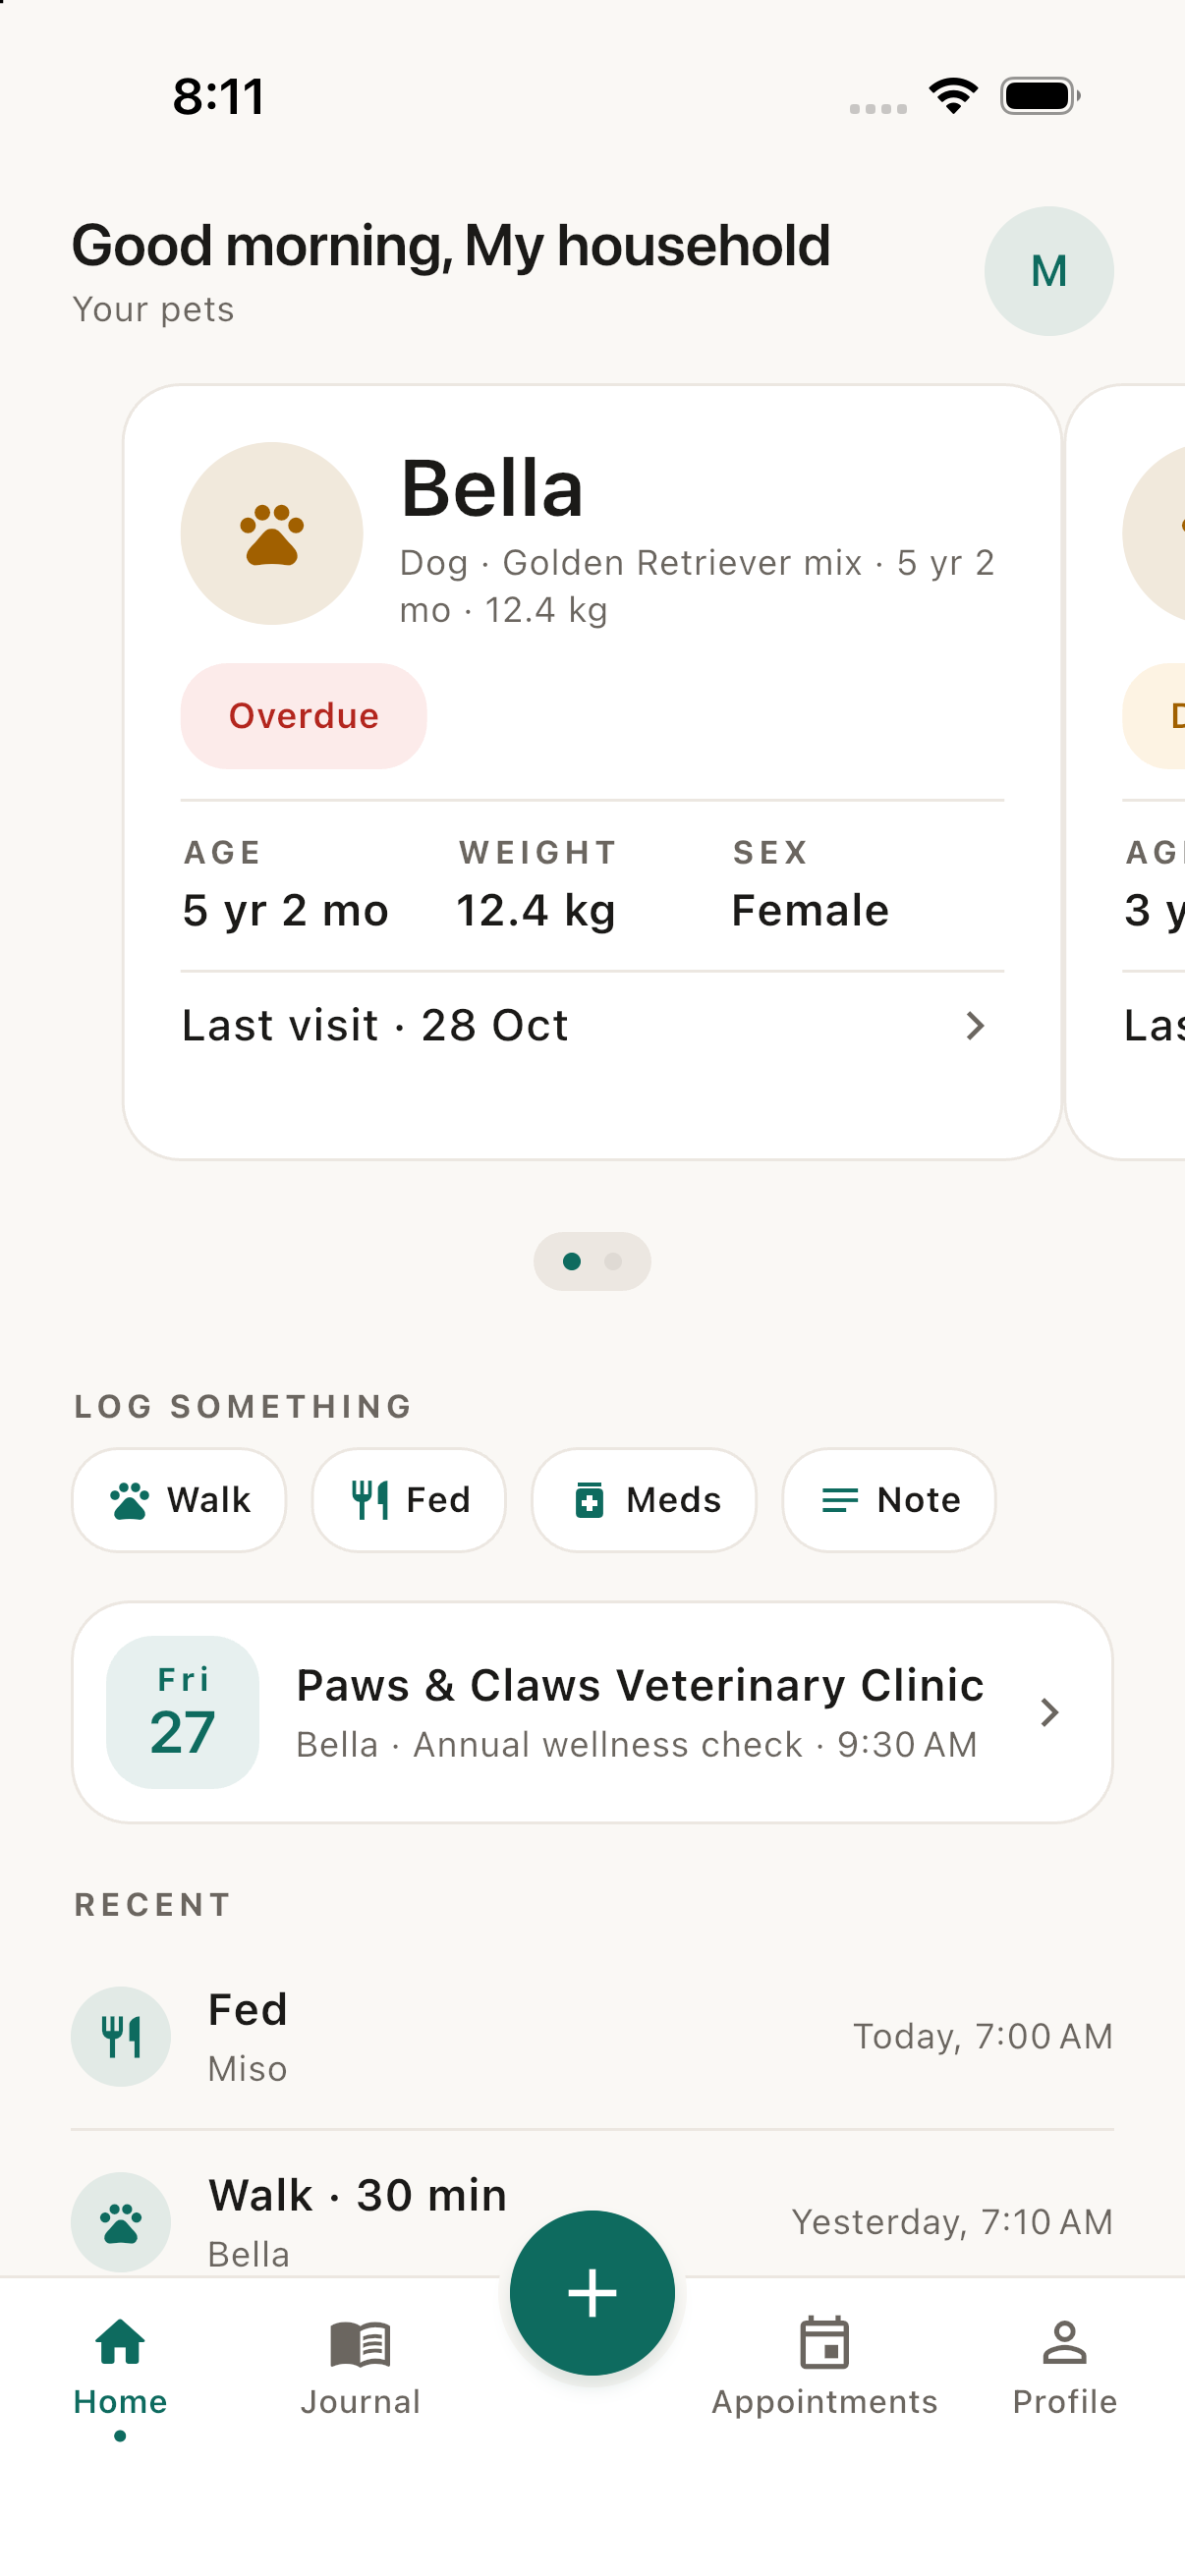 8:11
Good morning, My household
Your pets
M
Bella
Dog · Golden Retriever mix · 5 yr 2
mo · 12.4 kg
Overdue
AGE WEIGHT SEX
5 yr 2 mo 12.4 kg Female
Last visit · 28 Oct
LOG SOMETHING
Walk Fed Meds Note
Fri
27
Paws & Claws Veterinary Clinic
Bella · Annual wellness check · 9:30 AM
RECENT
Fed
Miso
Today, 7:00 AM
Walk · 30 min
Bella
Yesterday, 7:10 AM
Home Journal Appointments Profile